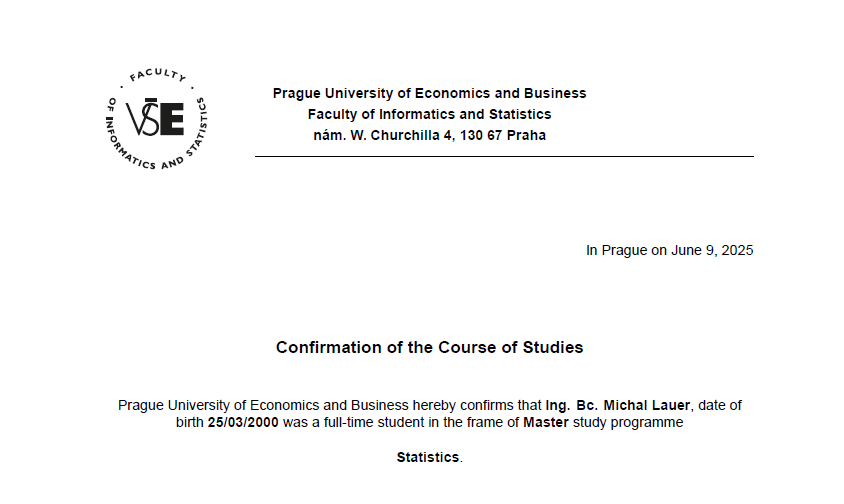 FACULTY
OF INFORMATICS AND STATISTICS
VŠE
Prague University of Economics and Business
Faculty of Informatics and Statistics
nám. W. Churchilla 4, 130 67 Praha
In Prague on June 9, 2025
Confirmation of the Course of Studies
Prague University of Economics and Business hereby confirms that Ing. Bc. Michal Lauer, date of
birth 25/03/2000 was a full-time student in the frame of Master study programme
Statistics.